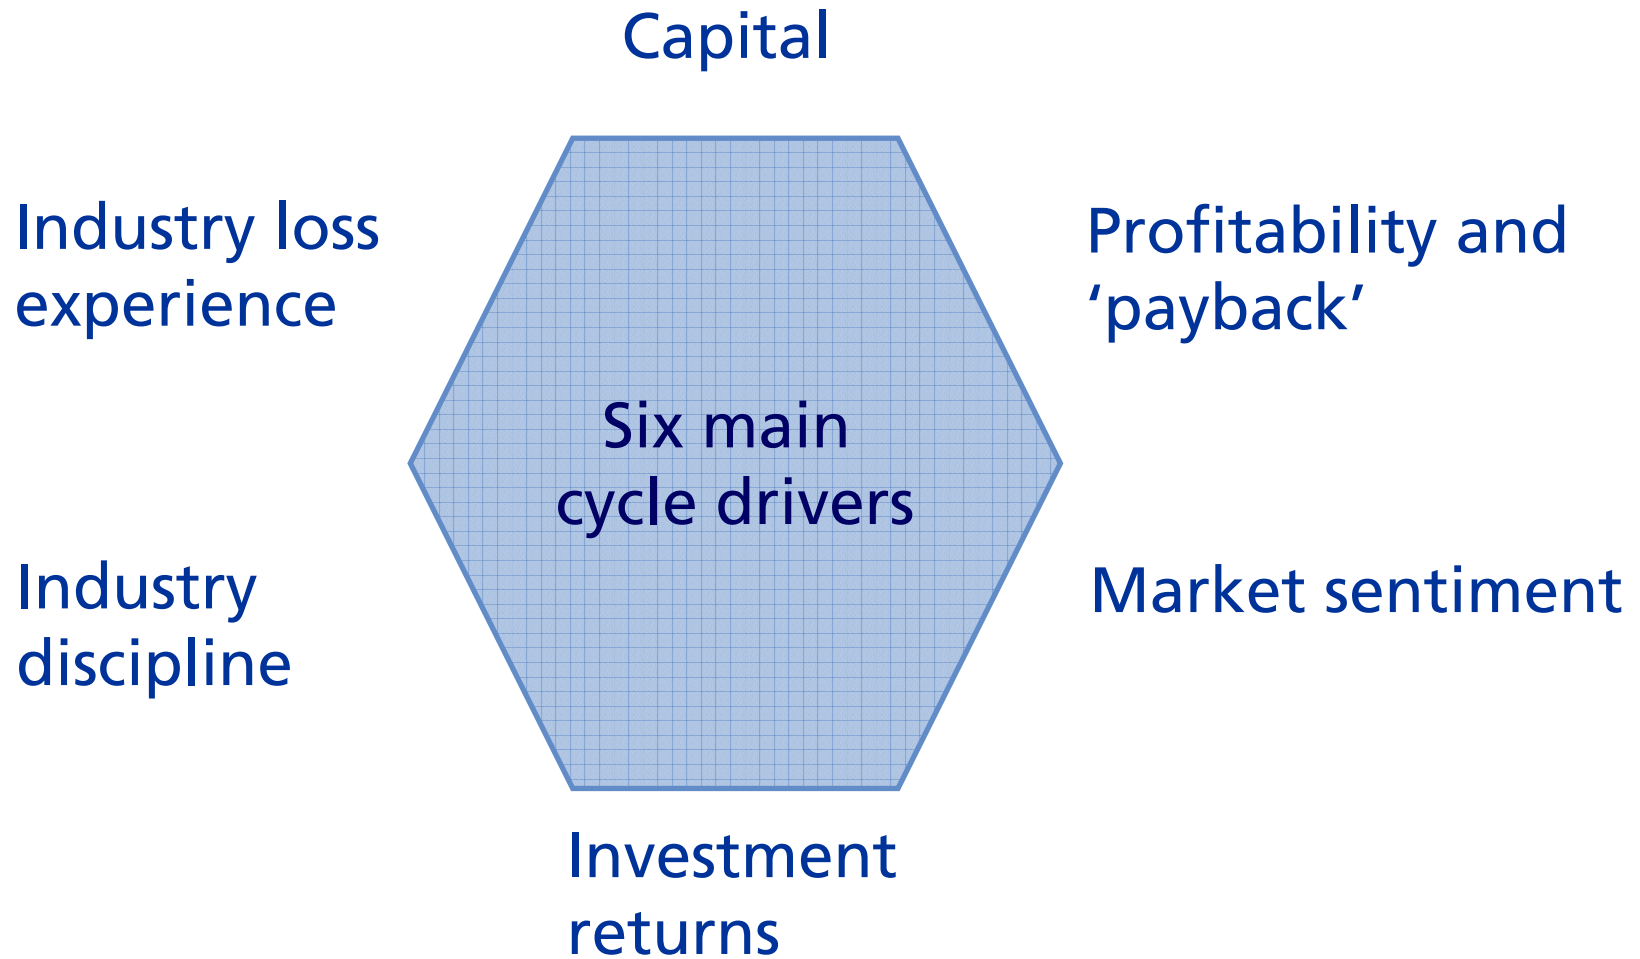 Capital
Industry loss
experience
Profitability and
‘payback’
Six main
cycle drivers
Industry
discipline
Market sentiment
Investment
returns